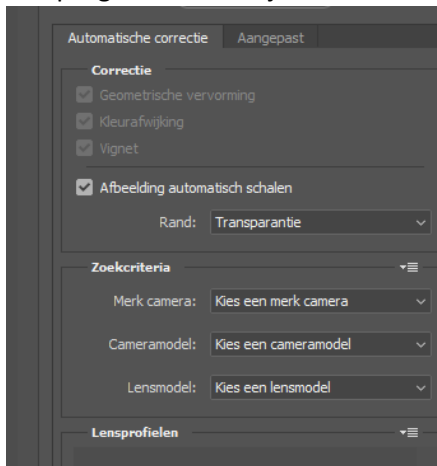 Automatische correctie Aangepast
Correctie
Geometrische vervorming
Kleurafwijking
Vignet
Afbeelding automatisch schalen
Rand: Transparantie
Zoekcriteria
Merk camera: Kies een merk camera
Cameramodel: Kies een cameramodel
Lensmodel: Kies een lensmodel
Lensprofielen